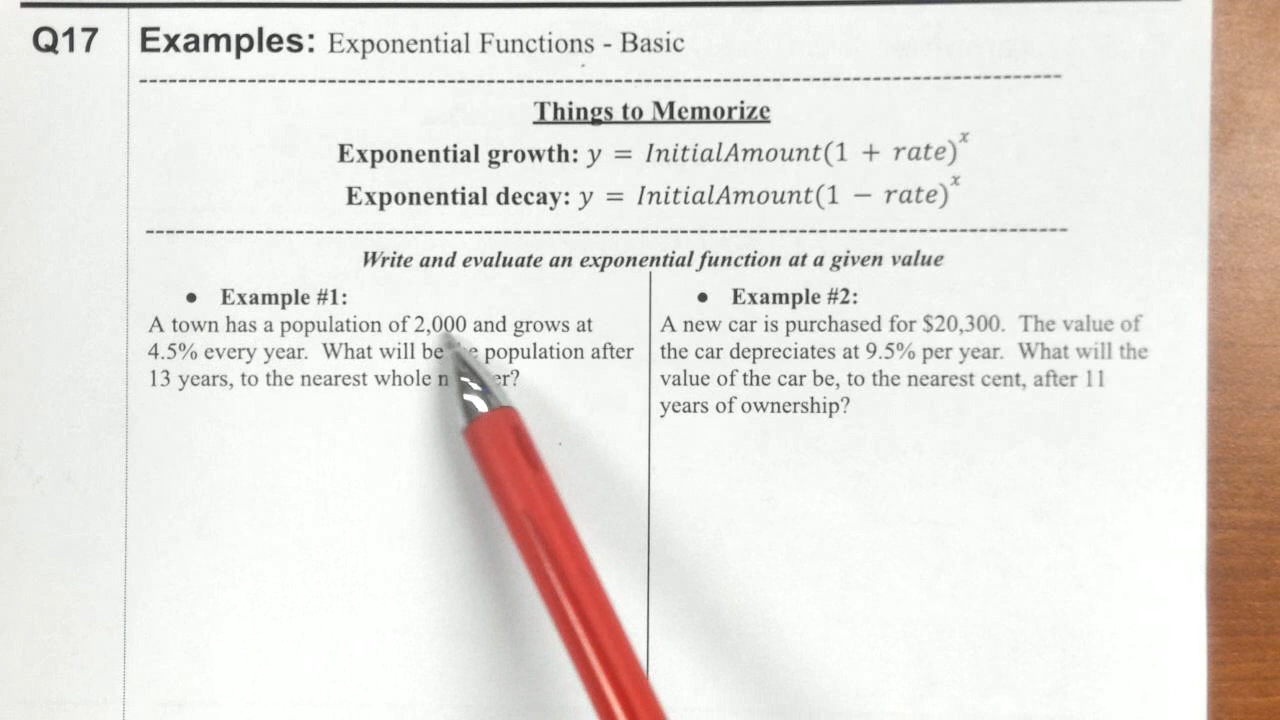 Q17 Examples: Exponential Functions - Basic
Things to Memorize
Exponential growth: y = InitialAmount(1 + rate)^x
Exponential decay: y = InitialAmount(1 − rate)^x
Write and evaluate an exponential function at a given value
• Example #1:
A town has a population of 2,000 and grows at
4.5% every year. What will be population after
13 years, to the nearest whole
• Example #2:
A new car is purchased for $20,300. The value of
the car depreciates at 9.5% per year. What will the
value of the car be, to the nearest cent, after 11
years of ownership?